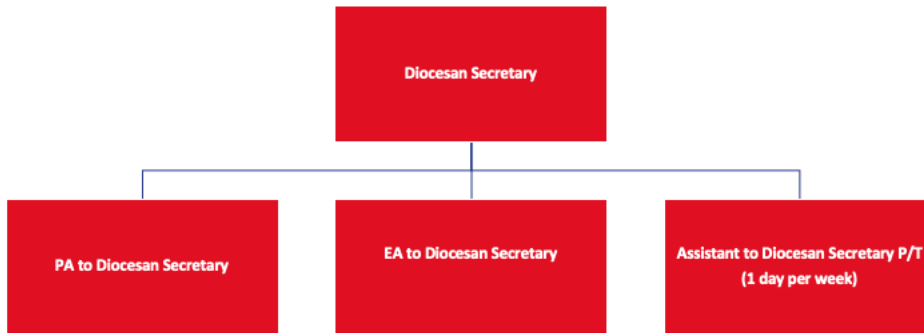 Diocesan Secretary
PA to Diocesan Secretary
EA to Diocesan Secretary
Assistant to Diocesan Secretary P/T
(1 day per week)